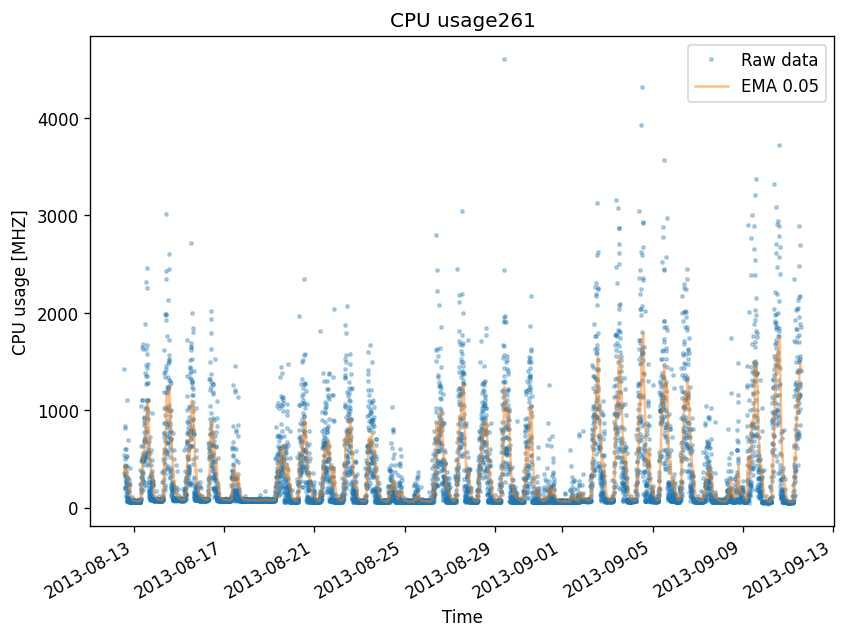 CPU usage261
Raw data
EMA 0.05
CPU usage [MHZ]
4000
3000
2000
1000
0
2013-08-13
2013-08-17
2013-08-21
2013-08-25
2013-08-29
2013-09-01
2013-09-05
2013-09-09
2013-09-13
Time